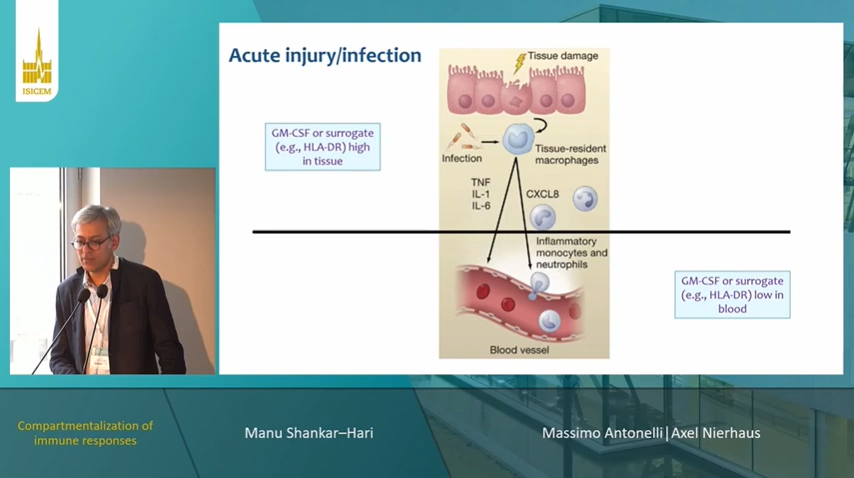 ISICEM
Acute injury/infection
Tissue damage
GM-CSF or surrogate
(e.g., HLA-DR) high
in tissue
Infection
Tissue-resident
macrophages
TNF
IL-1
IL-6
CXCL8
Inflammatory
monocytes and
neutrophils
GM-CSF or surrogate
(e.g., HLA-DR) low in
blood
Blood vessel
Compartmentalization of
immune responses
Manu Shankar–Hari
Massimo Antonelli|Axel Nierhaus